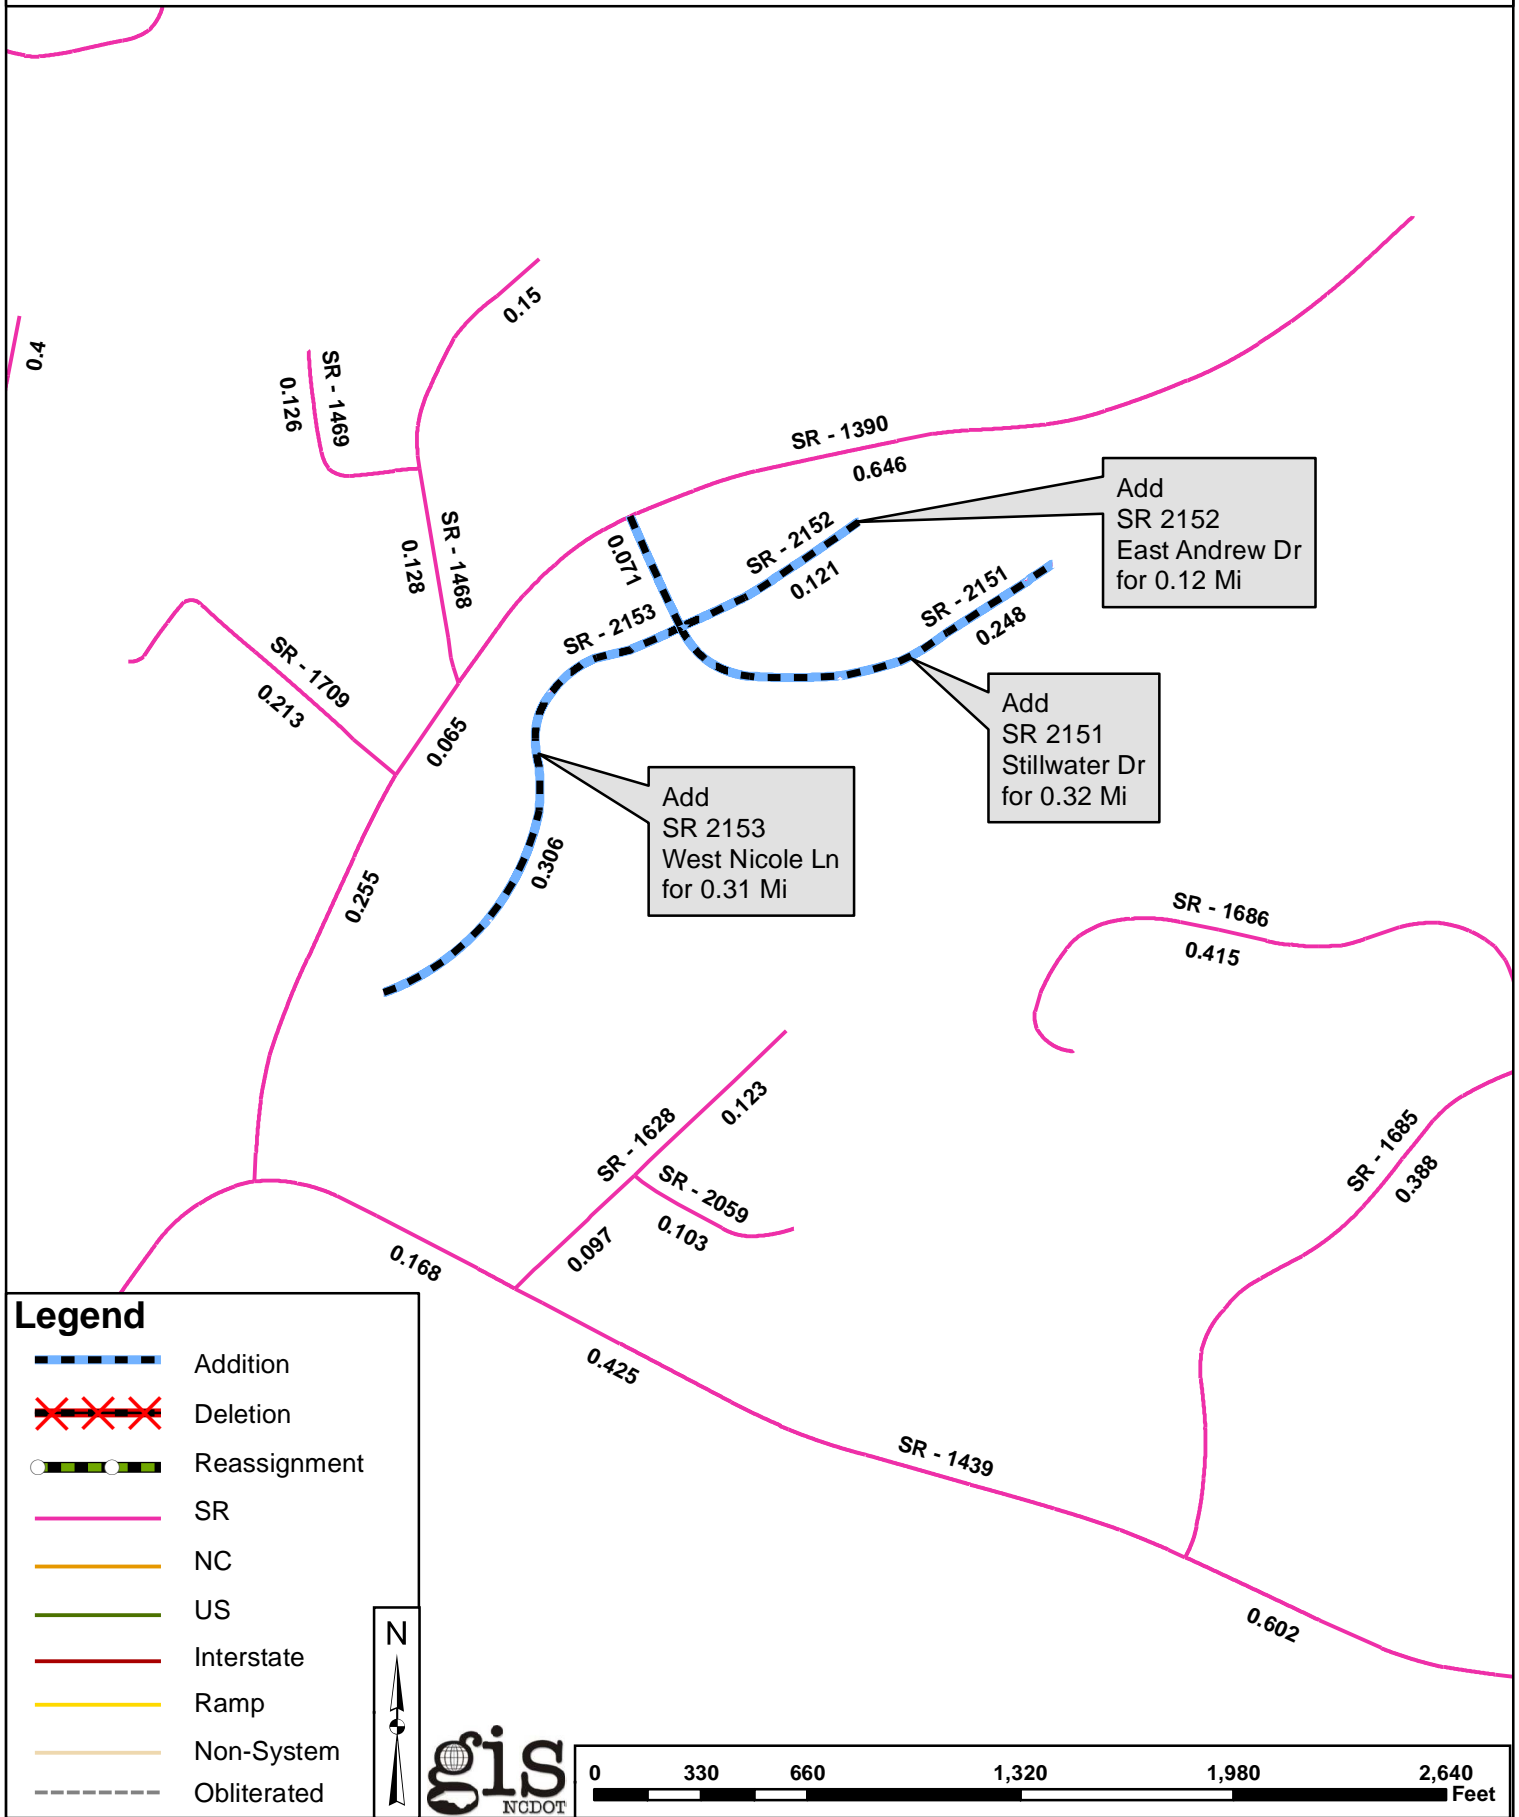 0.15
0.4
SR - 1469
0.126
SR - 1390
0.646
Add
SR 2152
East Andrew Dr
for 0.12 Mi
SR - 1468
0.128
0.071
SR - 2152
0.121
SR - 2151
0.248
SR - 2153
SR - 1709
0.213
0.065
Add
SR 2151
Stillwater Dr
for 0.32 Mi
Add
SR 2153
West Nicole Ln
for 0.31 Mi
0.306
0.255
SR - 1686
0.415
SR - 1628
0.123
SR - 2059
0.103
0.097
SR - 1685
0.388
0.168
0.425
SR - 1439
0.602
Legend
Addition
Deletion
Reassignment
SR
NC
US
Interstate
Ramp
Non-System
Obliterated
N
gis
NCDOT
0 330 660 1,320 1,980 2,640
Feet